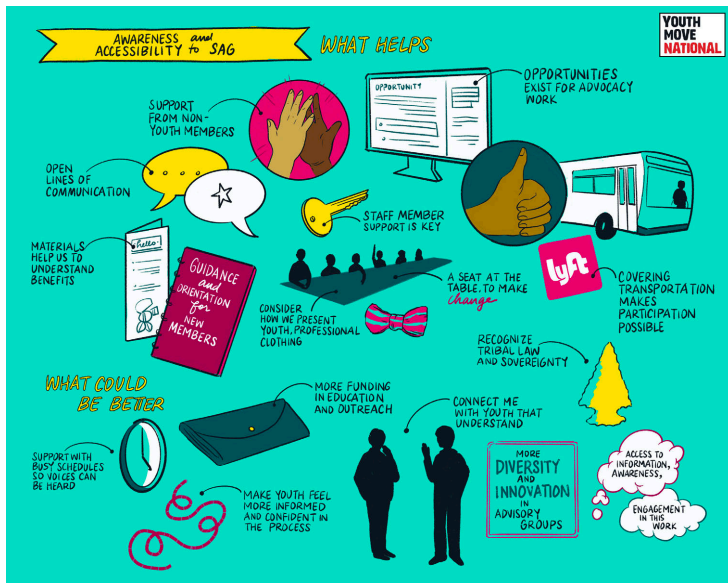 AWARENESS and
ACCESSIBILITY to SAG
WHAT HELPS
YOUTH
MOVE
NATIONAL
SUPPORT
FROM NON-
YOUTH MEMBERS
OPPORTUNITY
OPPORTUNITIES
EXIST FOR ADVOCACY
WORK
OPEN
LINES OF
COMMUNICATION
STAFF MEMBER
SUPPORT IS KEY
MATERIALS
HELP US TO
UNDERSTAND
BENEFITS
hello!
GUIDANCE
and
ORIENTATION
for
NEW
MEMBERS
CONSIDER
HOW WE PRESENT
YOUTH, PROFESSIONAL
CLOTHING
A SEAT AT THE
TABLE. TO MAKE
change
lyft
COVERING
TRANSPORTATION
MAKES
PARTICIPATION
POSSIBLE
RECOGNIZE
TRIBAL LAW
AND SOVEREIGNTY
WHAT COULD
BE BETTER
MORE FUNDING
IN EDUCATION
AND OUTREACH
CONNECT ME
WITH YOUTH THAT
UNDERSTAND
SUPPORT WITH
BUSY SCHEDULES
SO VOICES CAN
BE HEARD
MAKE YOUTH FEEL
MORE INFORMED
AND CONFIDENT IN
THE PROCESS
MORE
DIVERSITY
AND
INNOVATION
IN
ADVISORY
GROUPS
ACCESS TO
INFORMATION,
AWARENESS,
ENGAGEMENT
IN THIS
WORK